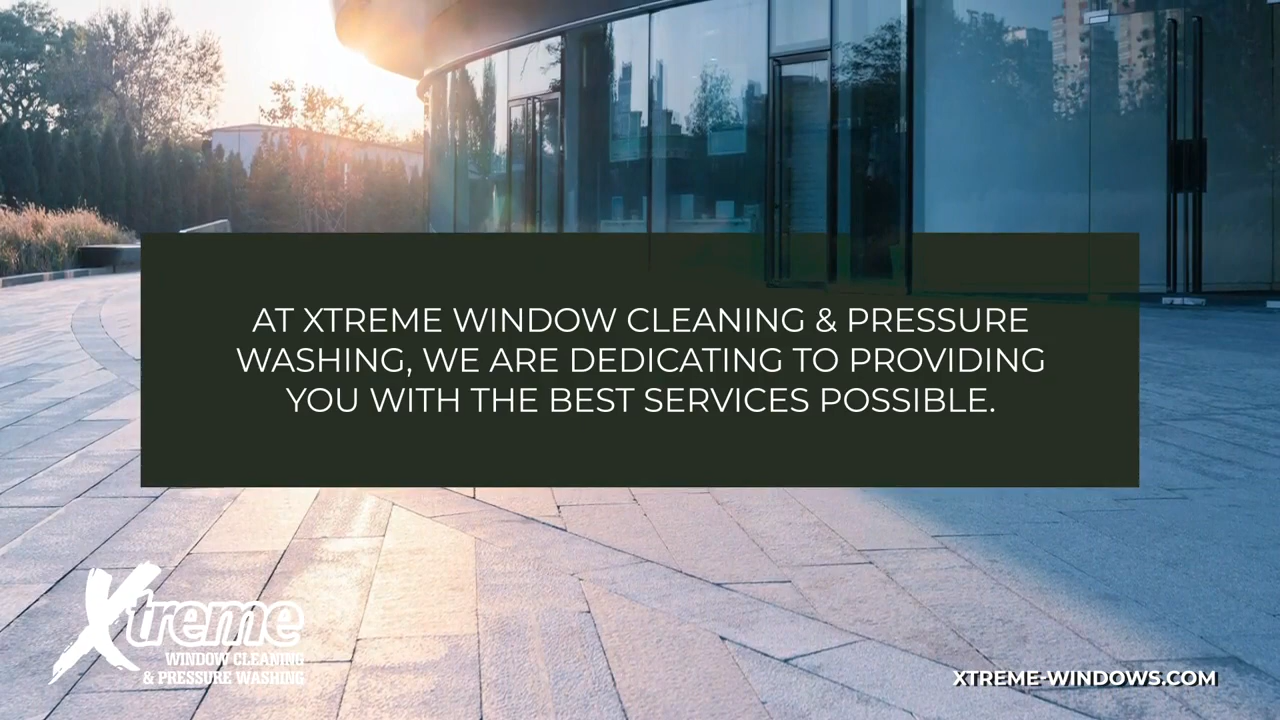 AT XTREME WINDOW CLEANING & PRESSURE
WASHING, WE ARE DEDICATING TO PROVIDING
YOU WITH THE BEST SERVICES POSSIBLE.
Xtreme
WINDOW CLEANING
& PRESSURE WASHING
XTREME-WINDOWS.COM